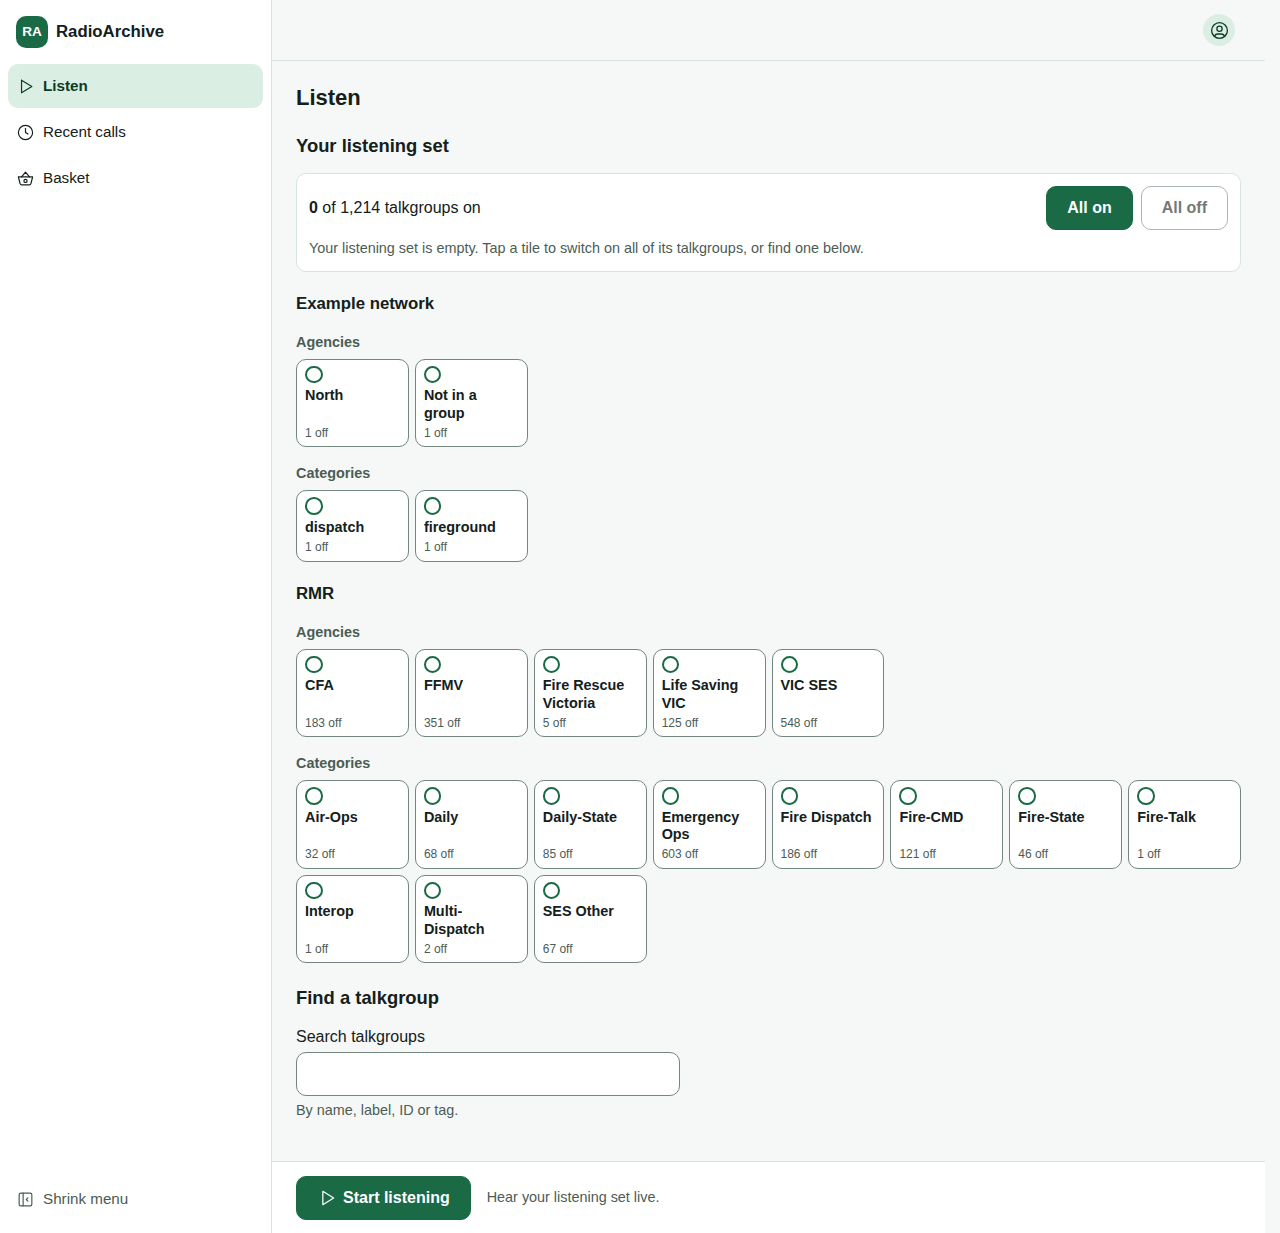 RA RadioArchive
Listen
Recent calls
Basket
Shrink menu
Listen
Your listening set
0 of 1,214 talkgroups on
All on
All off
Your listening set is empty. Tap a tile to switch on all of its talkgroups, or find one below.
Example network
Agencies
North
1 off
Not in a
group
1 off
Categories
dispatch
1 off
fireground
1 off
RMR
Agencies
CFA
183 off
FFMV
351 off
Fire Rescue
Victoria
5 off
Life Saving
VIC
125 off
VIC SES
548 off
Categories
Air-Ops
32 off
Daily
68 off
Daily-State
85 off
Emergency
Ops
603 off
Fire Dispatch
186 off
Fire-CMD
121 off
Fire-State
46 off
Fire-Talk
1 off
Interop
1 off
Multi-
Dispatch
2 off
SES Other
67 off
Find a talkgroup
Search talkgroups
By name, label, ID or tag.
Start listening
Hear your listening set live.